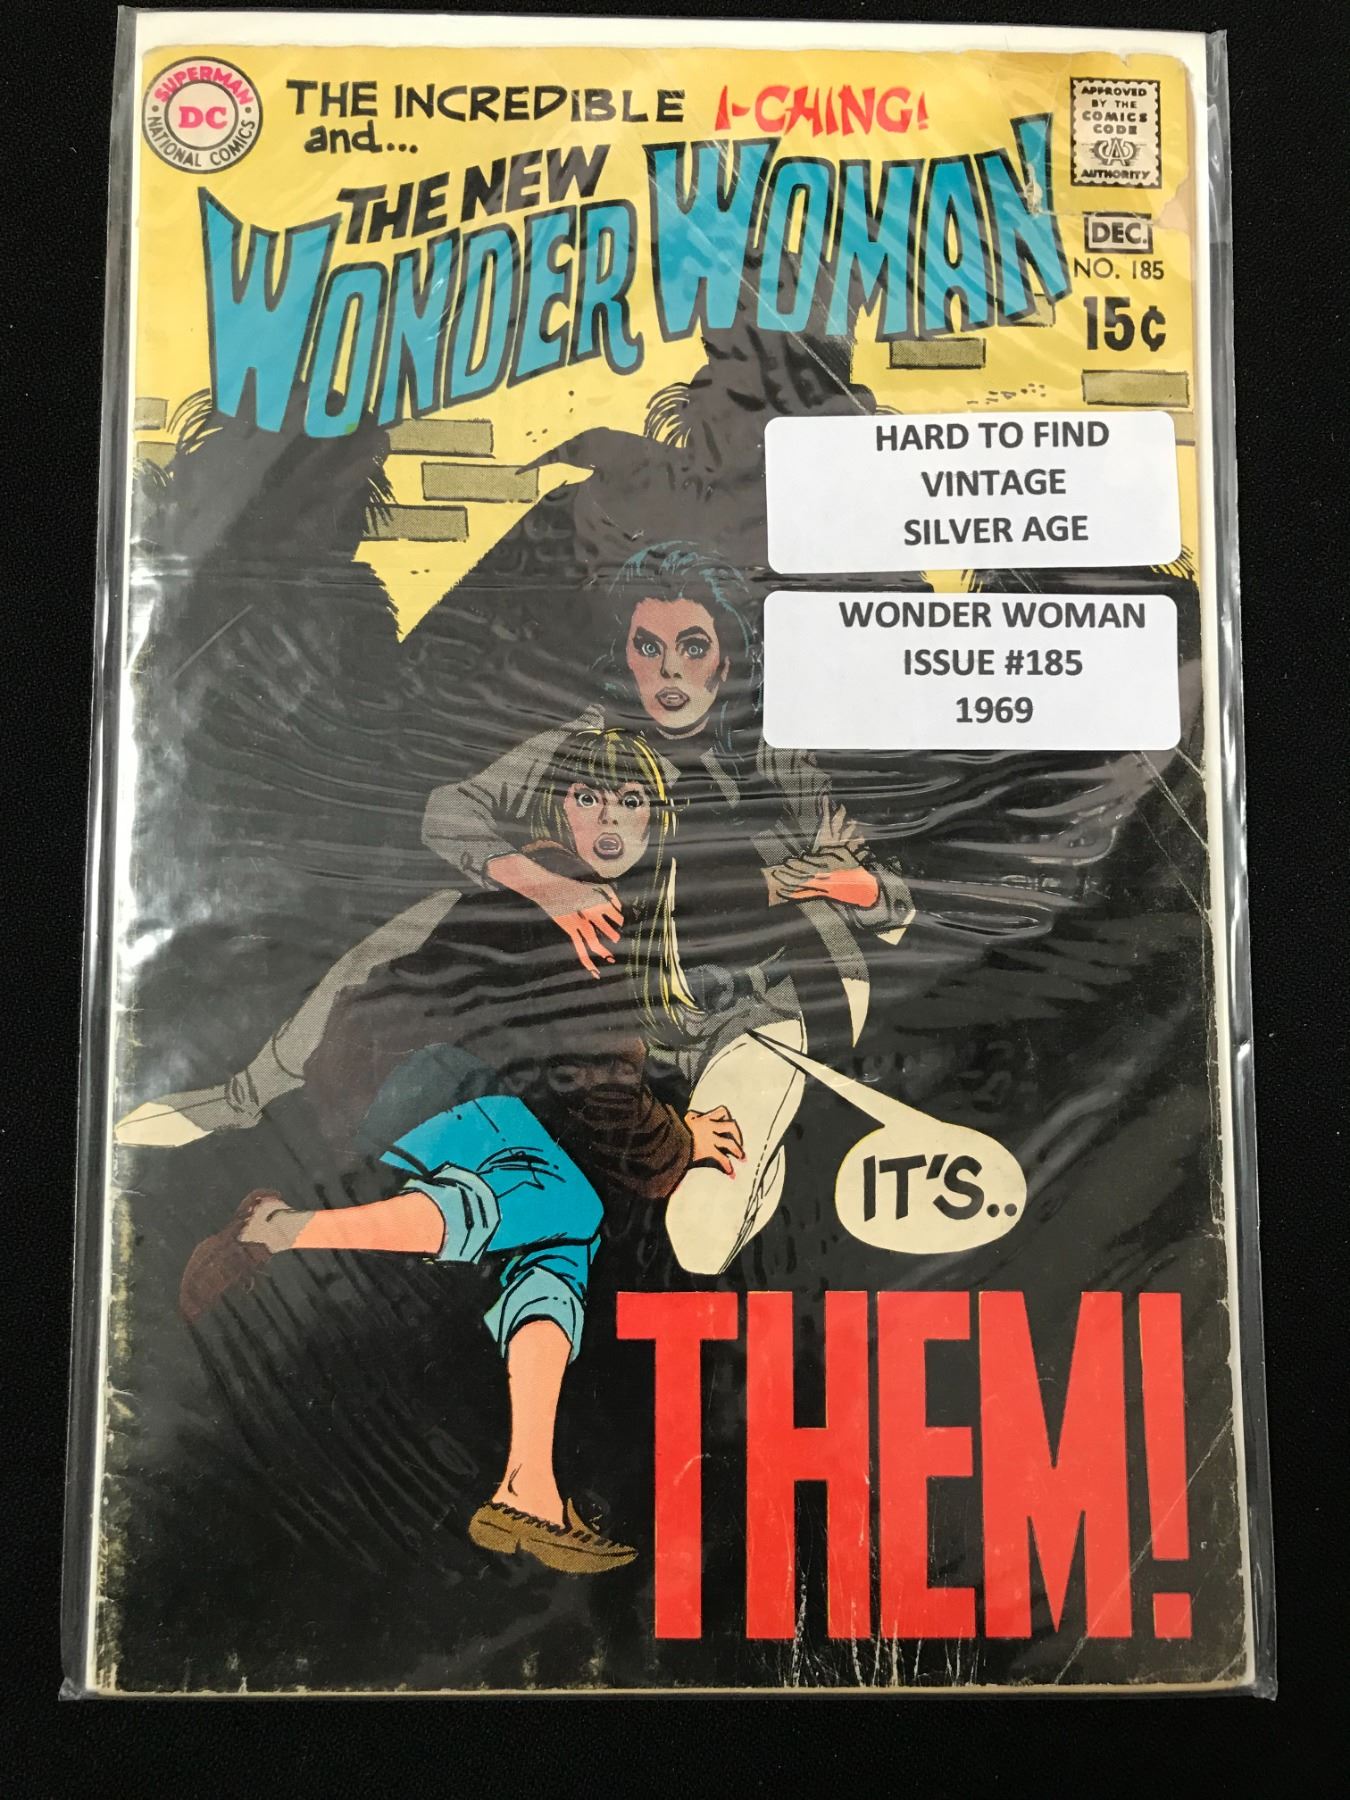 SUPERMAN
DC
NATIONAL COMICS
THE INCREDIBLE I-CHING!
and...
THE NEW
WONDER WOMAN
APPROVED
BY THE
COMICS
CODE
AUTHORITY
DEC.
NO. 185
15¢
HARD TO FIND
VINTAGE
SILVER AGE
WONDER WOMAN
ISSUE #185
1969
IT'S..
THEM!